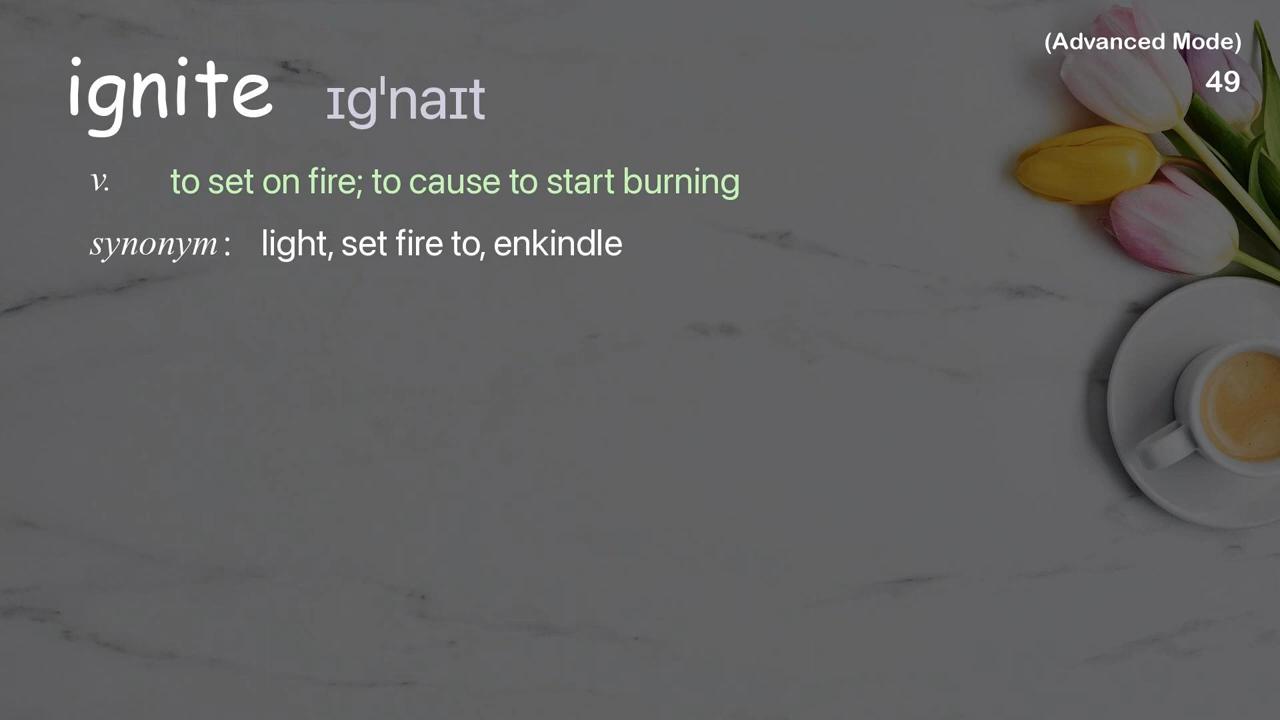 (Advanced Mode)
49
ignite ɪgˈnaɪt
v. to set on fire; to cause to start burning
synonym: light, set fire to, enkindle